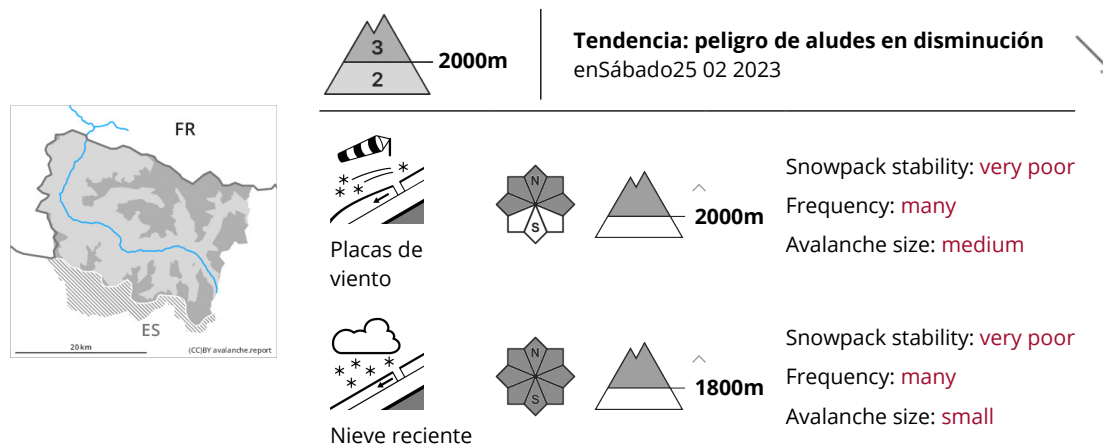 3
2
2000m
Tendencia: peligro de aludes en disminución
enSábado25 02 2023
FR
ES
20 km
(CC)BY avalanche.report
N
S
2000m
Placas de
viento
Snowpack stability: very poor
Frequency: many
Avalanche size: medium
N
S
1800m
Nieve reciente
Snowpack stability: very poor
Frequency: many
Avalanche size: small